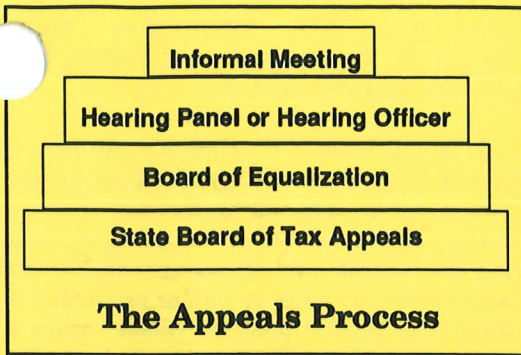 Informal Meeting
Hearing Panel or Hearing Officer
Board of Equalization
State Board of Tax Appeals
The Appeals Process